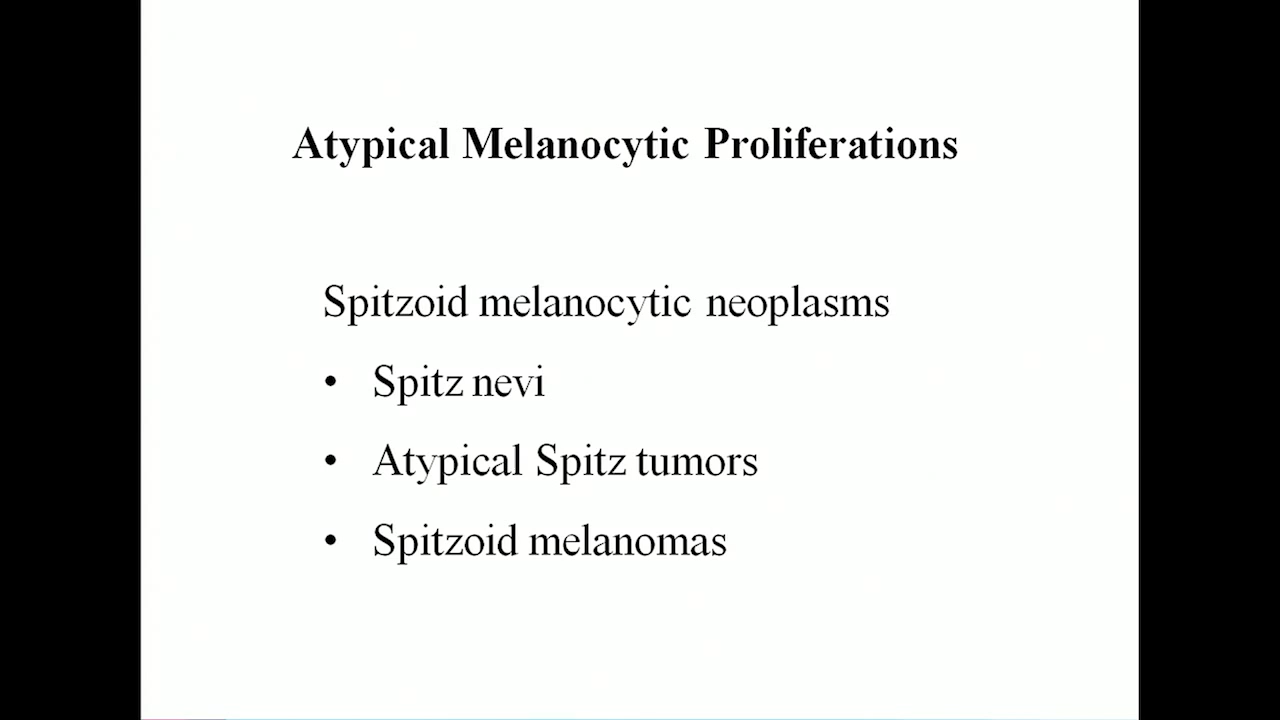 Atypical Melanocytic Proliferations
Spitzoid melanocytic neoplasms
• Spitz nevi
• Atypical Spitz tumors
• Spitzoid melanomas